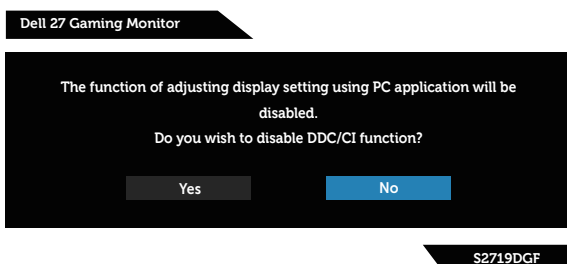 Dell 27 Gaming Monitor
The function of adjusting display setting using PC application will be
disabled.
Do you wish to disable DDC/CI function?
Yes
No
S2719DGF